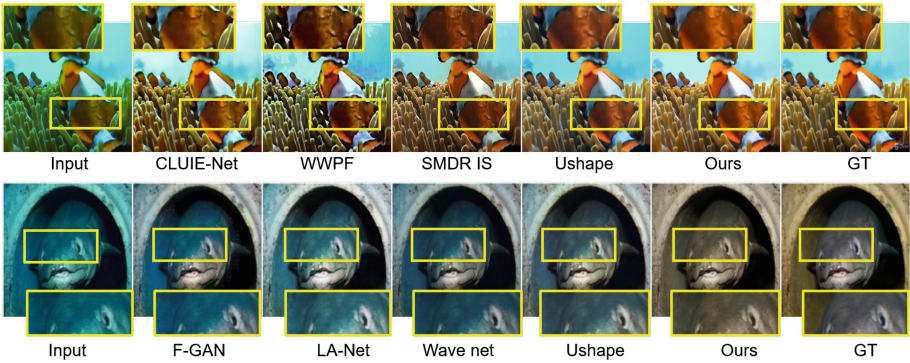 Input CLUIE-Net WWPF SMDR IS Ushape Ours GT
Input F-GAN LA-Net Wave net Ushape Ours GT